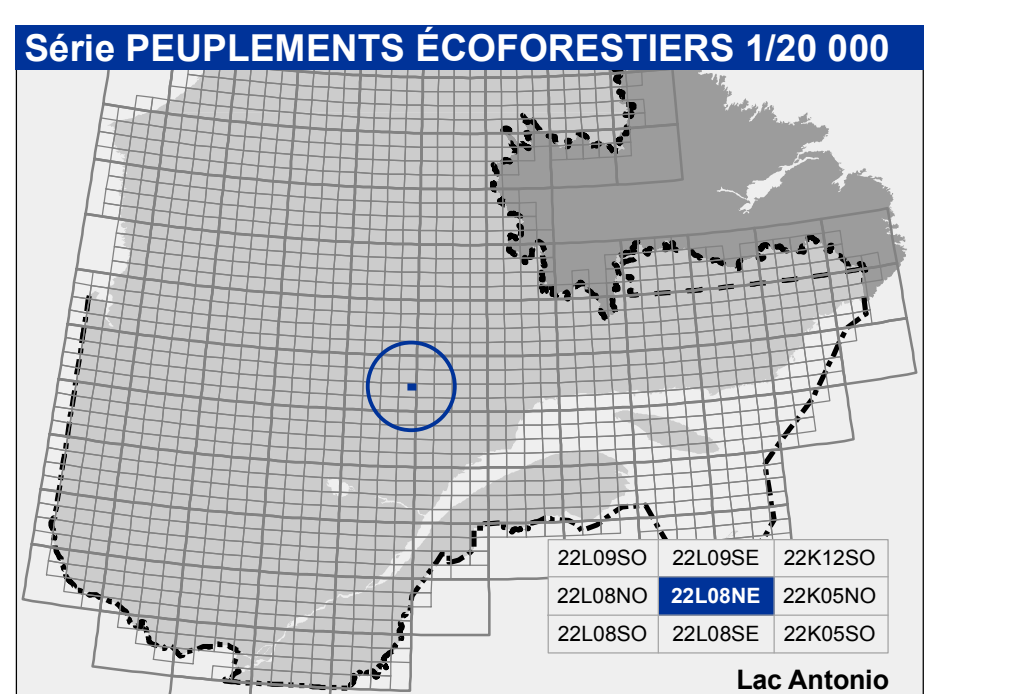 Série PEUPLEMENTS ÉCOFORESTIERS 1/20 000
22L09SO 22L09SE 22K12SO
22L08NO 22L08NE 22K05NO
22L08SO 22L08SE 22K05SO
Lac Antonio